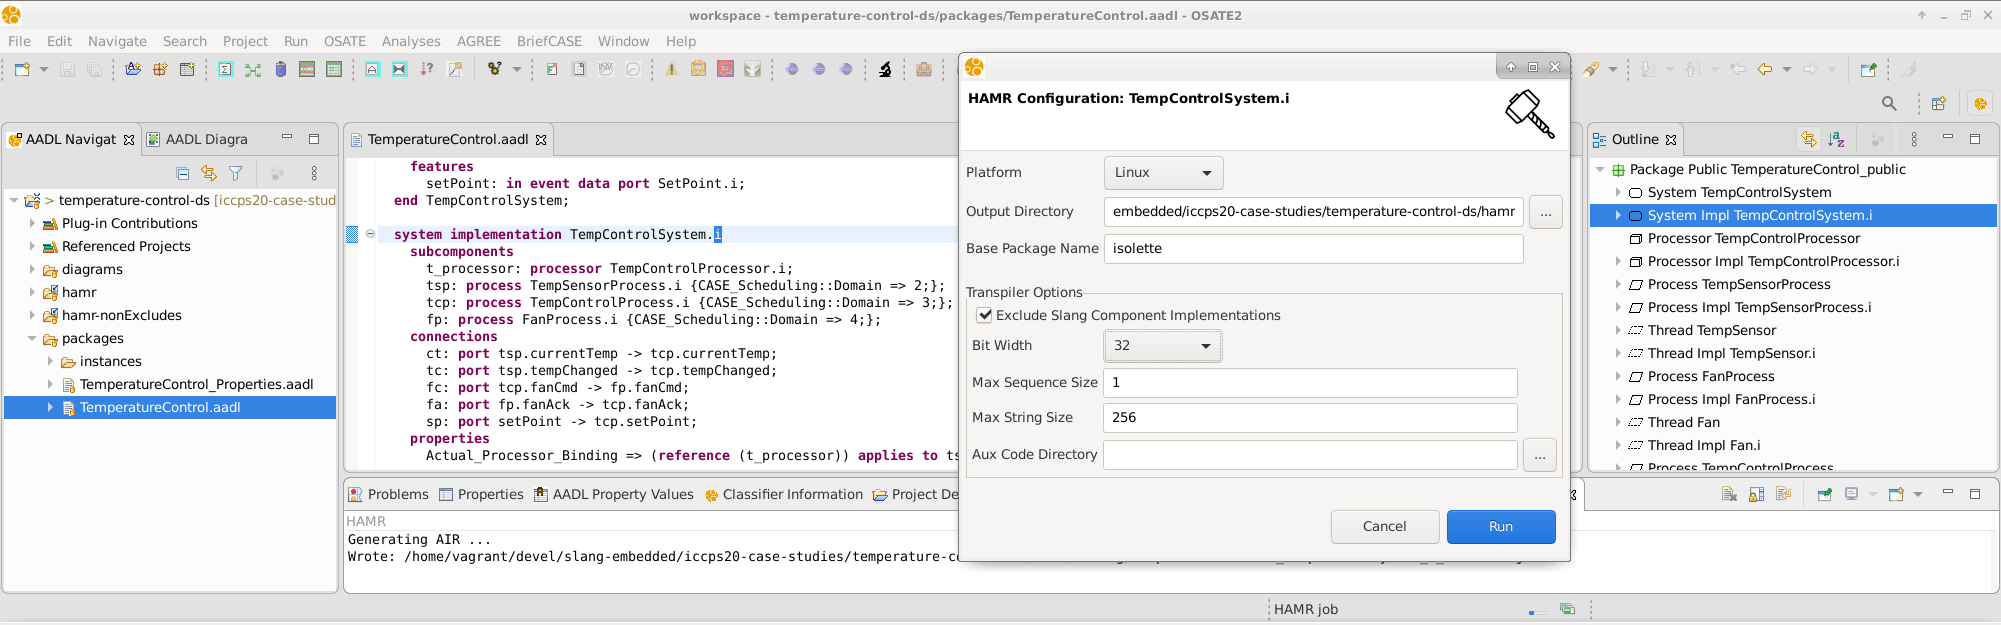 workspace - temperature-control-ds/packages/TemperatureControl.aadl - OSATE2
File Edit Navigate Search Project Run OSATE Analyses AGREE BriefCASE Window Help
AADL Navigat
AADL Diagra
> temperature-control-ds [iccps20-case-stud
Plug-in Contributions
Referenced Projects
diagrams
hamr
hamr-nonExcludes
packages
instances
TemperatureControl_Properties.aadl
TemperatureControl.aadl
TemperatureControl.aadl
features
setPoint: in event data port SetPoint.i;
end TempControlSystem;
system implementation TempControlSystem.i
subcomponents
t_processor: processor TempControlProcessor.i;
tsp: process TempSensorProcess.i {CASE_Scheduling::Domain => 2;};
tcp: process TempControlProcess.i {CASE_Scheduling::Domain => 3;};
fp: process FanProcess.i {CASE_Scheduling::Domain => 4;};
connections
ct: port tsp.currentTemp -> tcp.currentTemp;
tc: port tsp.tempChanged -> tcp.tempChanged;
fc: port tcp.fanCmd -> fp.fanCmd;
fa: port fp.fanAck -> tcp.fanAck;
sp: port setPoint -> tcp.setPoint;
properties
Actual_Processor_Binding => (reference (t_processor)) applies to ts
Problems Properties AADL Property Values Classifier Information Project De
HAMR
Generating AIR ...
Wrote: /home/vagrant/devel/slang-embedded/iccps20-case-studies/temperature-c
HAMR Configuration: TempControlSystem.i
Platform Linux
Output Directory embedded/iccps20-case-studies/temperature-control-ds/hamr ...
Base Package Name isolette
Transpiler Options
Exclude Slang Component Implementations
Bit Width 32
Max Sequence Size 1
Max String Size 256
Aux Code Directory ...
Cancel Run
Outline
Package Public TemperatureControl_public
System TempControlSystem
System Impl TempControlSystem.i
Processor TempControlProcessor
Processor Impl TempControlProcessor.i
Process TempSensorProcess
Process Impl TempSensorProcess.i
Thread TempSensor
Thread Impl TempSensor.i
Process FanProcess
Process Impl FanProcess.i
Thread Fan
Thread Impl Fan.i
Process TempControlProcess
HAMR job